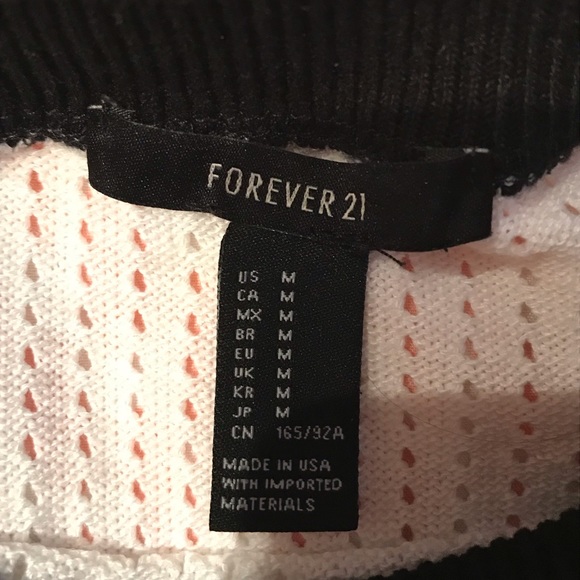 FOREVER 21
US M
CA M
MX M
BR M
EU M
UK M
KR M
JP M
CN 165/92A
MADE IN USA
WITH IMPORTED
MATERIALS